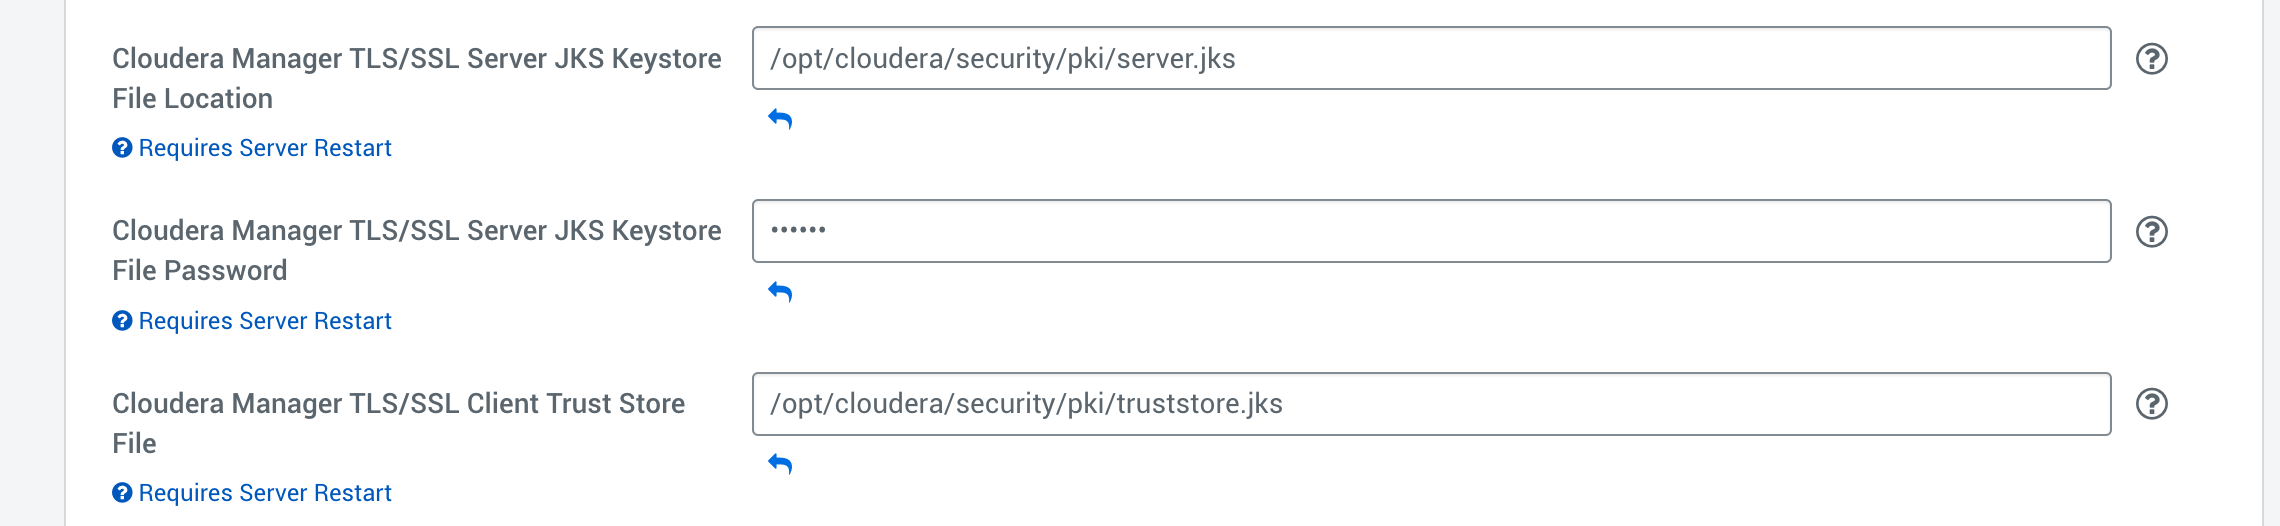 Cloudera Manager TLS/SSL Server JKS Keystore
File Location
/opt/cloudera/security/pki/server.jks
Requires Server Restart
Cloudera Manager TLS/SSL Server JKS Keystore
File Password
••••••
Requires Server Restart
Cloudera Manager TLS/SSL Client Trust Store
File
/opt/cloudera/security/pki/truststore.jks
Requires Server Restart